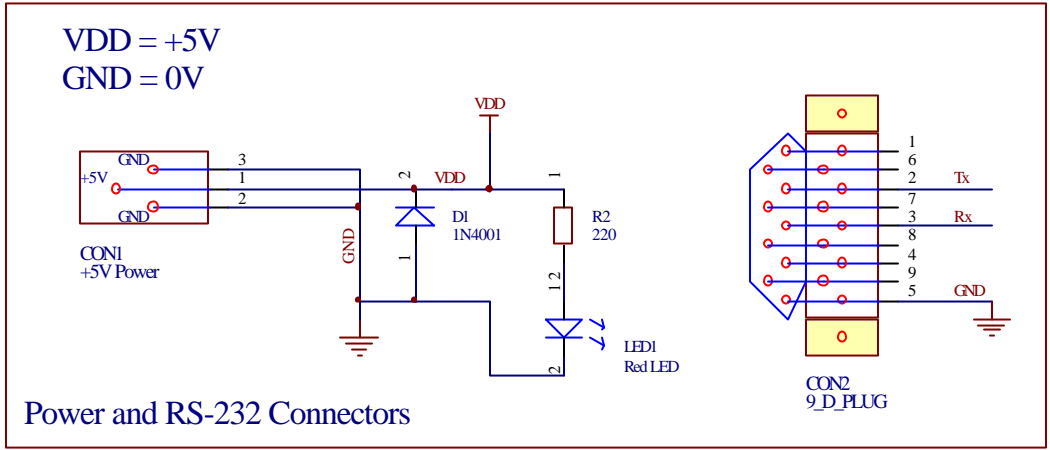 VDD = +5V
GND = 0V
VDD
GND
+5V
GND
3
1
2
CON1
+5V Power
GND
2
VDD
D1
1N4001
1
1
R2
220
2
1
LED1
Red LED
2
1
6
2
Tx
7
3
Rx
8
4
9
5
GND
CON2
9_D_PLUG
Power and RS-232 Connectors